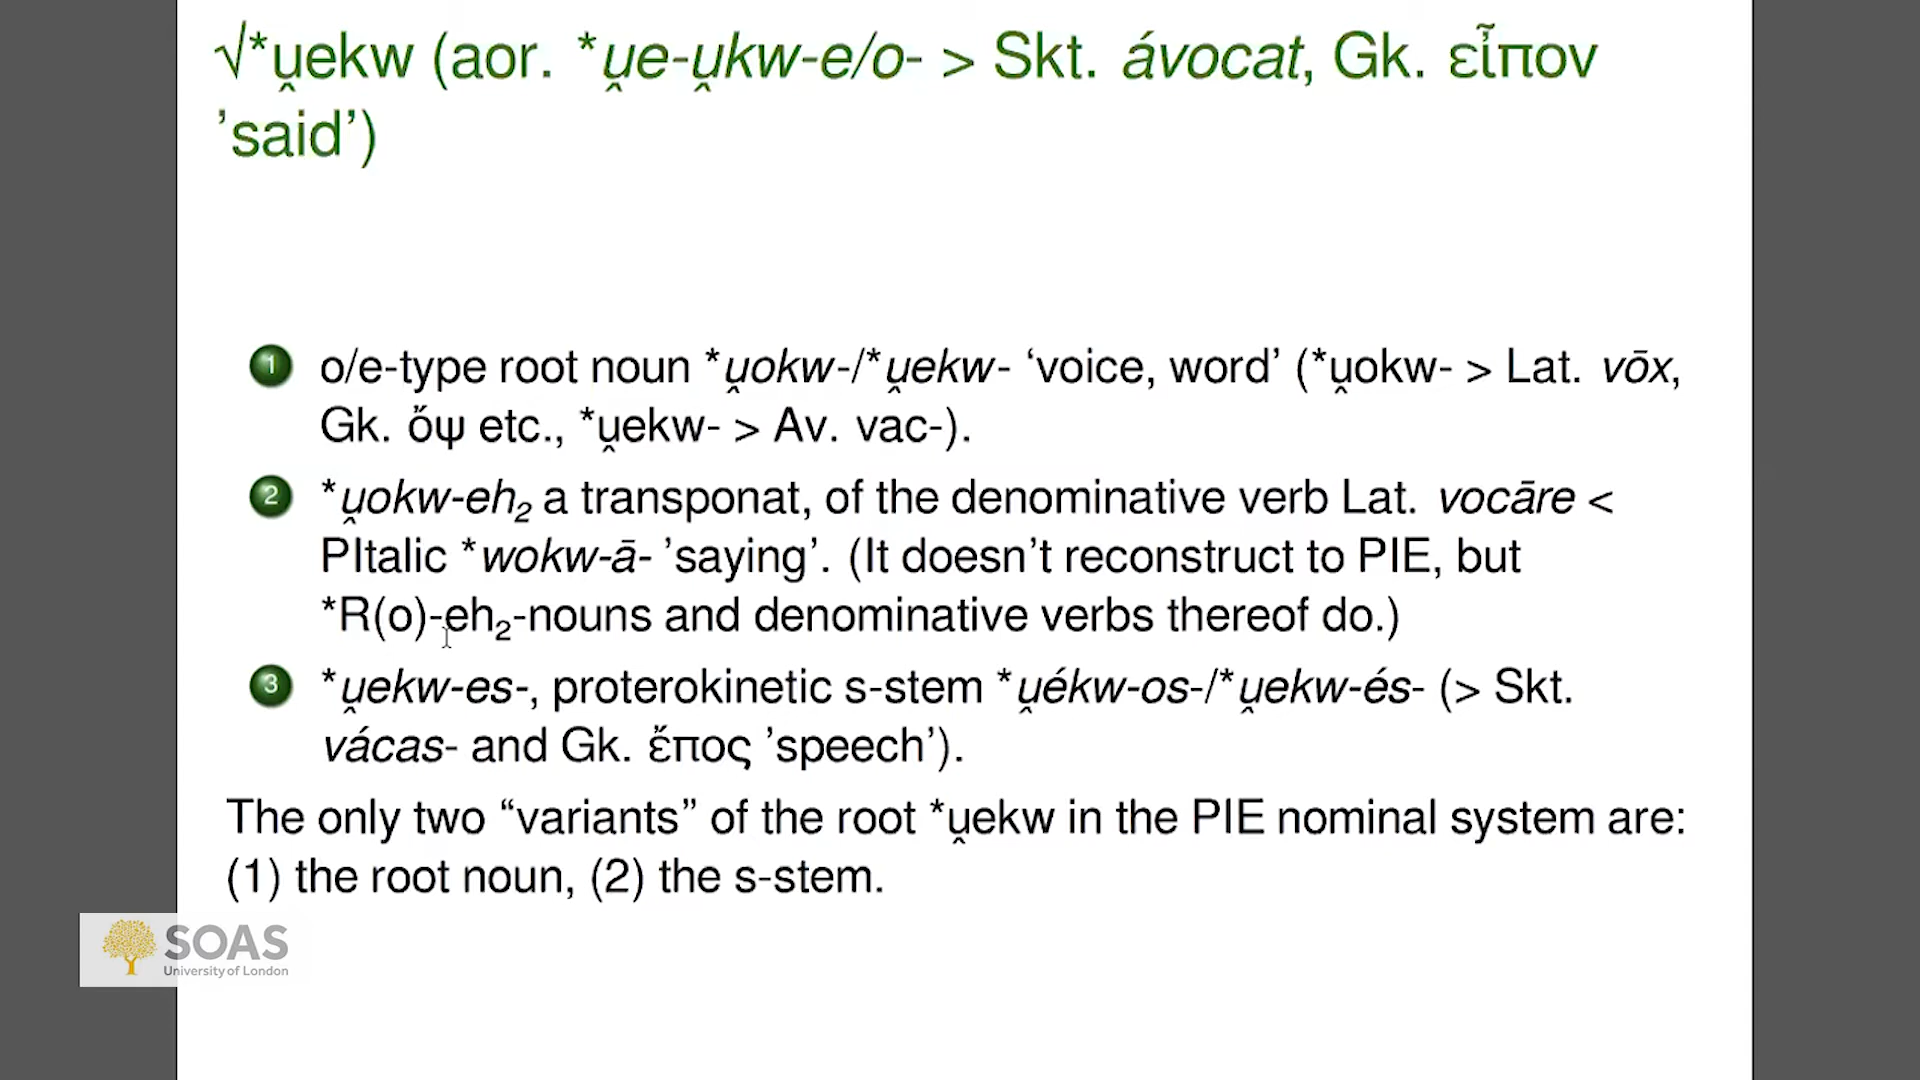 √*u̯ekw (aor. *u̯e-u̯kw-e/o- > Skt. ávocat, Gk. εἶπον
’said’)
1 o/e-type root noun *u̯okw-/*u̯ekw- ‘voice, word’ (*u̯okw- > Lat. vōx,
Gk. ὄψ etc., *u̯ekw- > Av. vac-).
2 *u̯okw-eh₂ a transponat, of the denominative verb Lat. vocāre <
PItalic *wokw-ā- ’saying’. (It doesn’t reconstruct to PIE, but
*R(o)-eh₂-nouns and denominative verbs thereof do.)
3 *u̯ekw-es-, proterokinetic s-stem *u̯ékw-os-/*u̯ekw-és- (> Skt.
vácas- and Gk. ἔπος ’speech’).
The only two “variants” of the root *u̯ekw in the PIE nominal system are:
(1) the root noun, (2) the s-stem.
SOAS
University of London